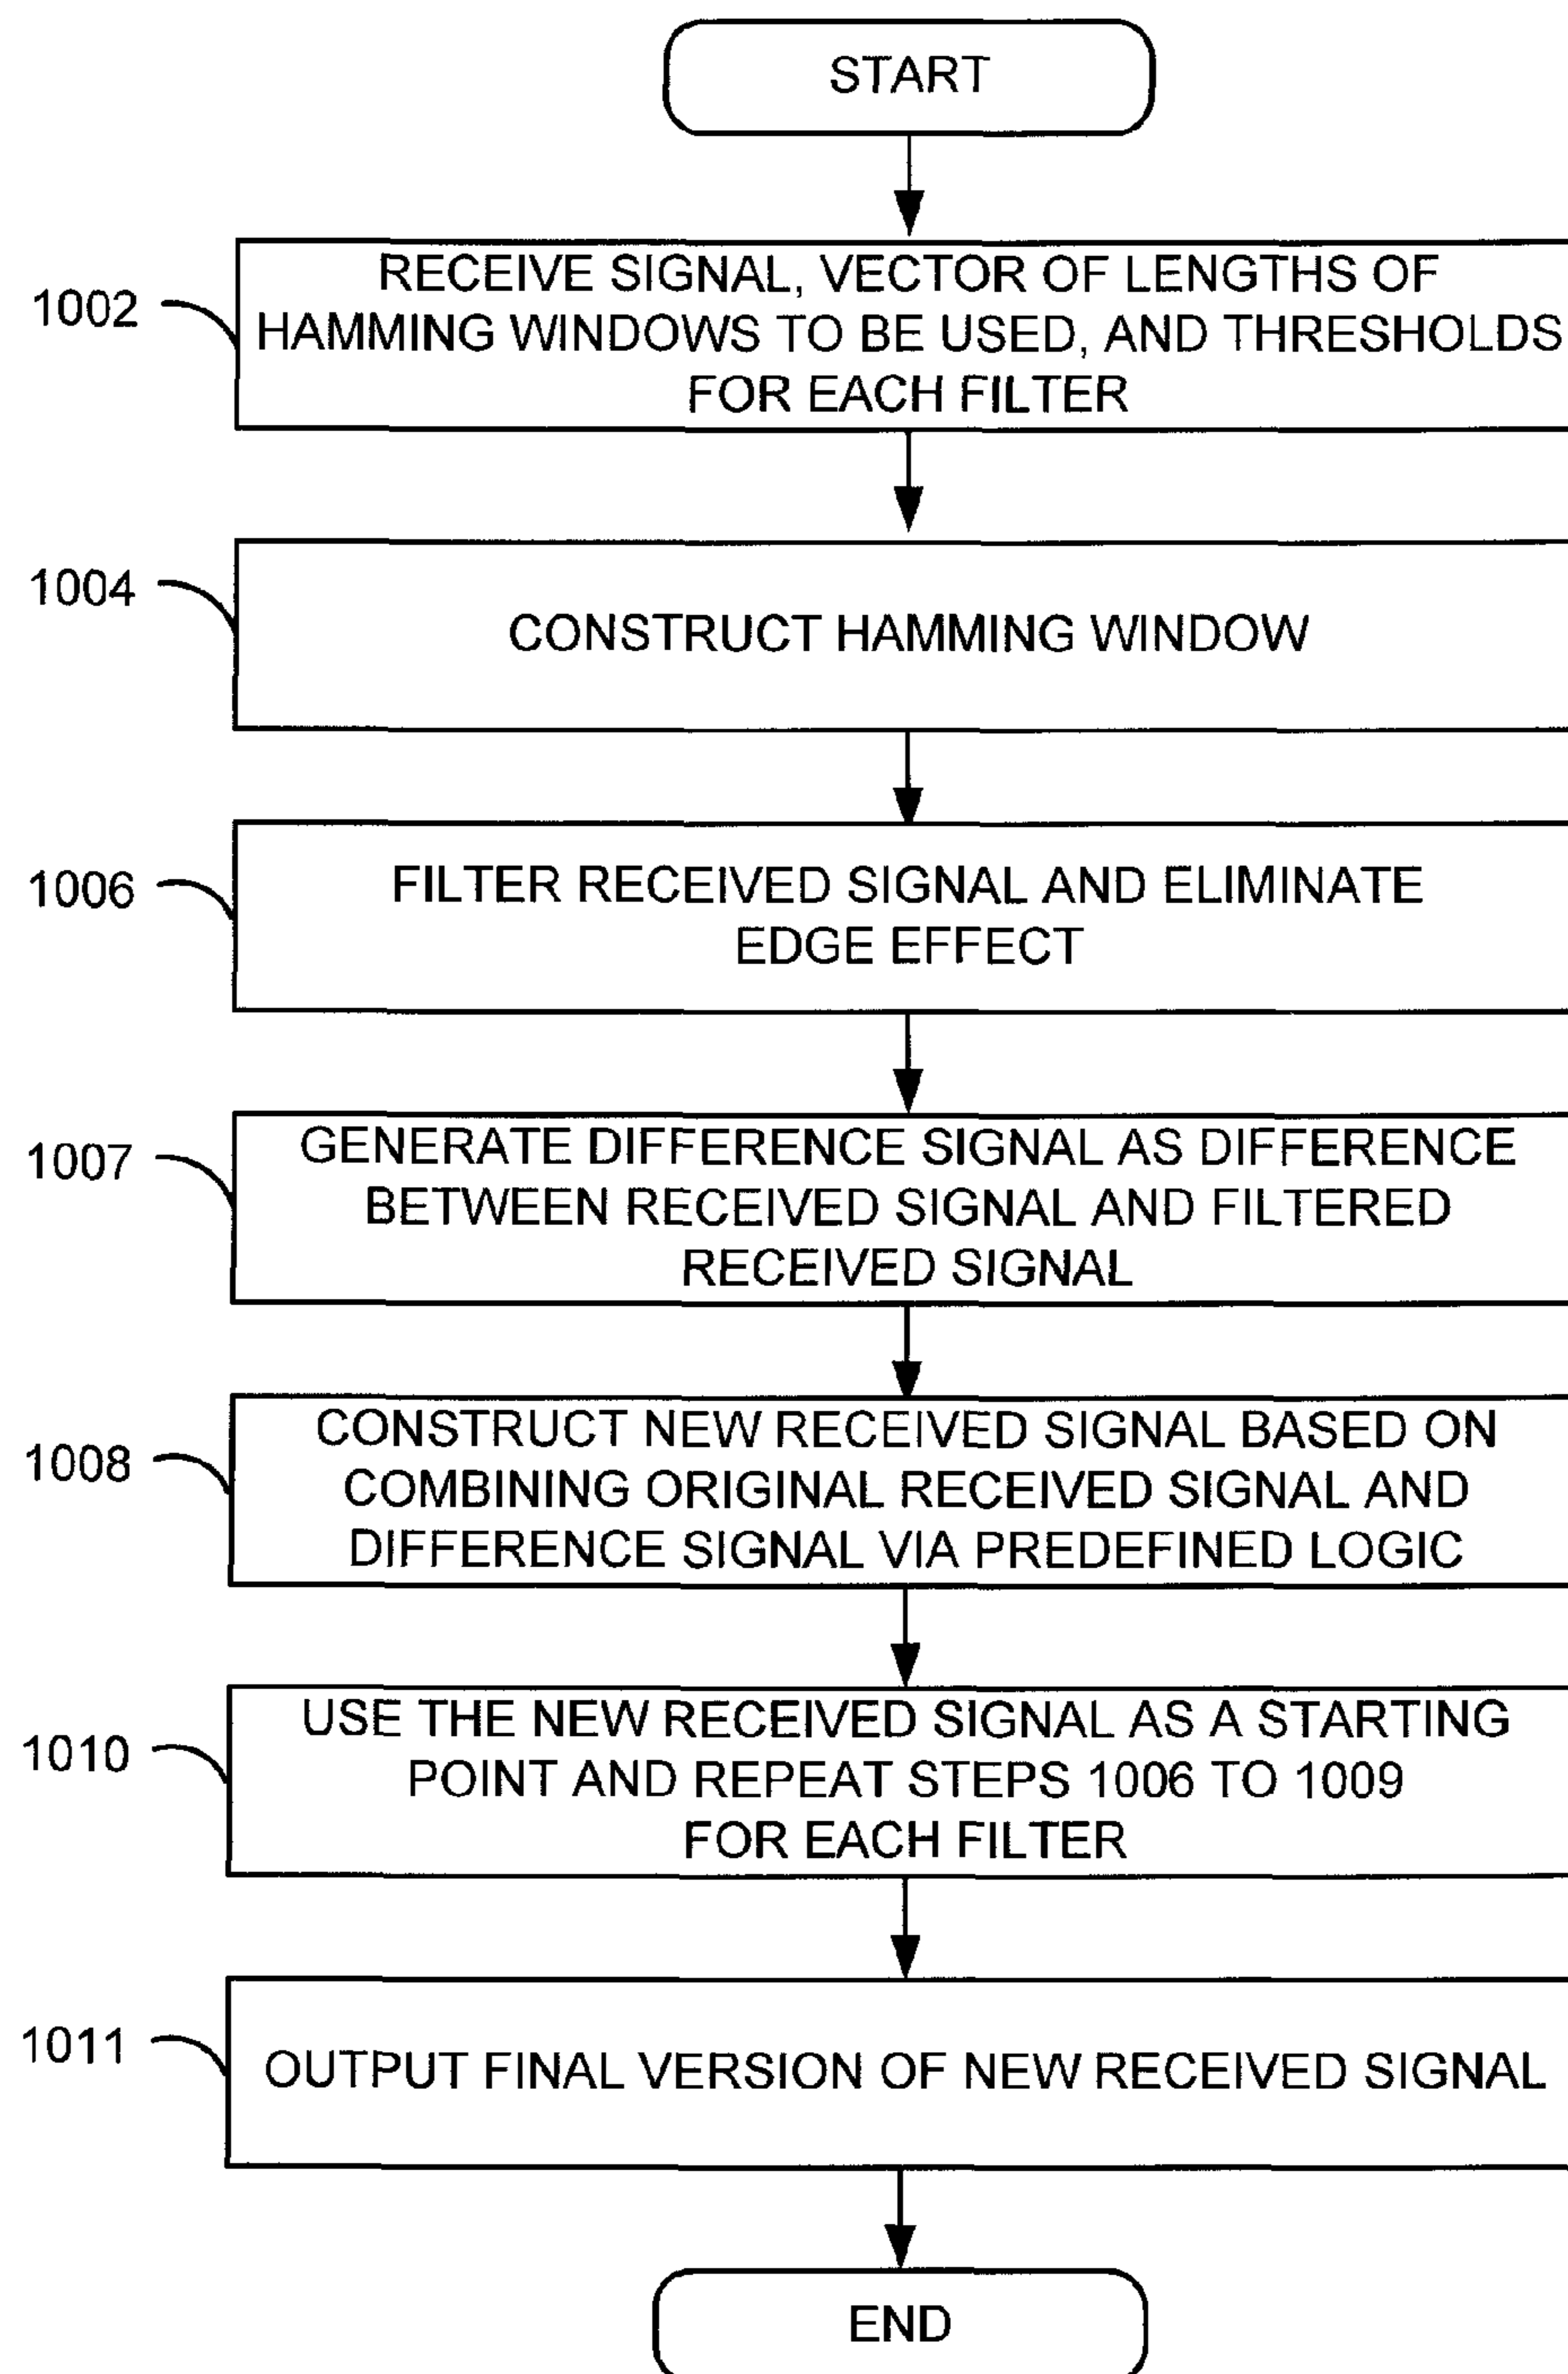 START
1002
RECEIVE SIGNAL, VECTOR OF LENGTHS OF
HAMMING WINDOWS TO BE USED, AND THRESHOLDS
FOR EACH FILTER
1004
CONSTRUCT HAMMING WINDOW
1006
FILTER RECEIVED SIGNAL AND ELIMINATE
EDGE EFFECT
1007
GENERATE DIFFERENCE SIGNAL AS DIFFERENCE
BETWEEN RECEIVED SIGNAL AND FILTERED
RECEIVED SIGNAL
1008
CONSTRUCT NEW RECEIVED SIGNAL BASED ON
COMBINING ORIGINAL RECEIVED SIGNAL AND
DIFFERENCE SIGNAL VIA PREDEFINED LOGIC
1010
USE THE NEW RECEIVED SIGNAL AS A STARTING
POINT AND REPEAT STEPS 1006 TO 1009
FOR EACH FILTER
1011
OUTPUT FINAL VERSION OF NEW RECEIVED SIGNAL
END